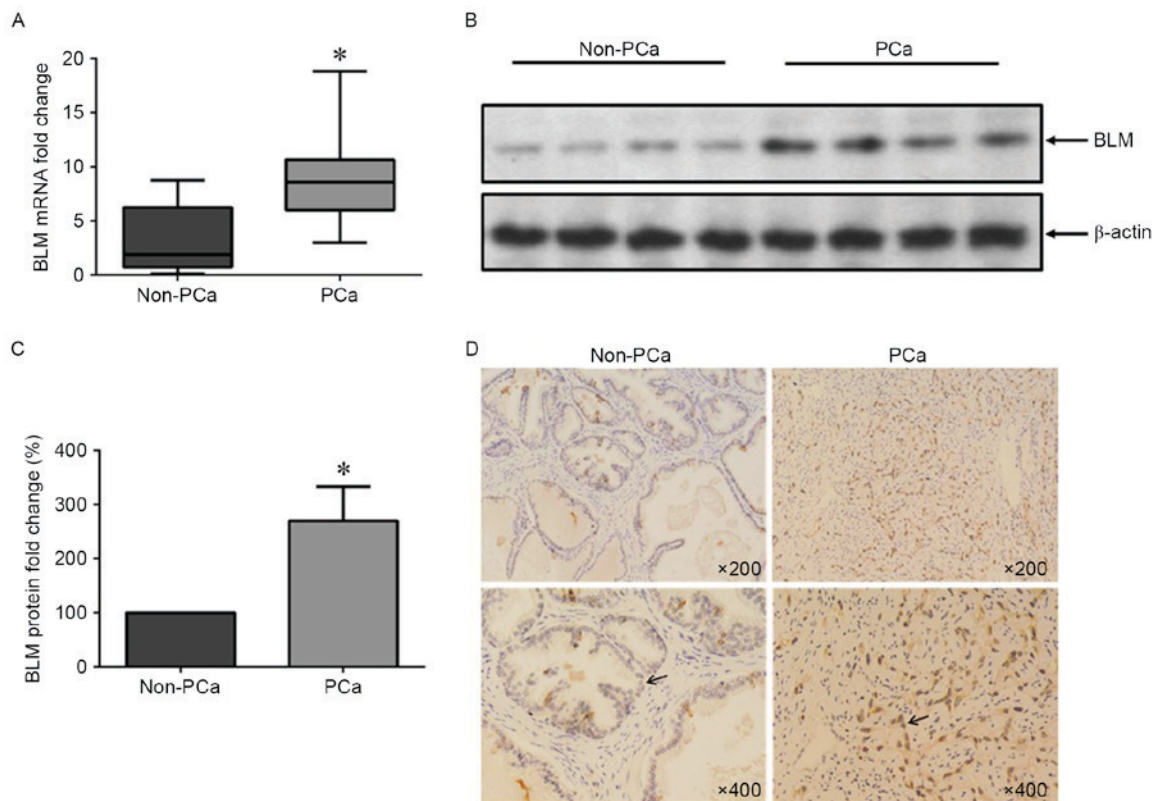 A
BLM mRNA fold change
20
15
10
5
0
*
Non-PCa PCa
B
Non-PCa PCa
BLM
β-actin
C
BLM protein fold change (%)
400
300
200
100
0
*
Non-PCa PCa
D
Non-PCa PCa
×200 ×200
×400 ×400